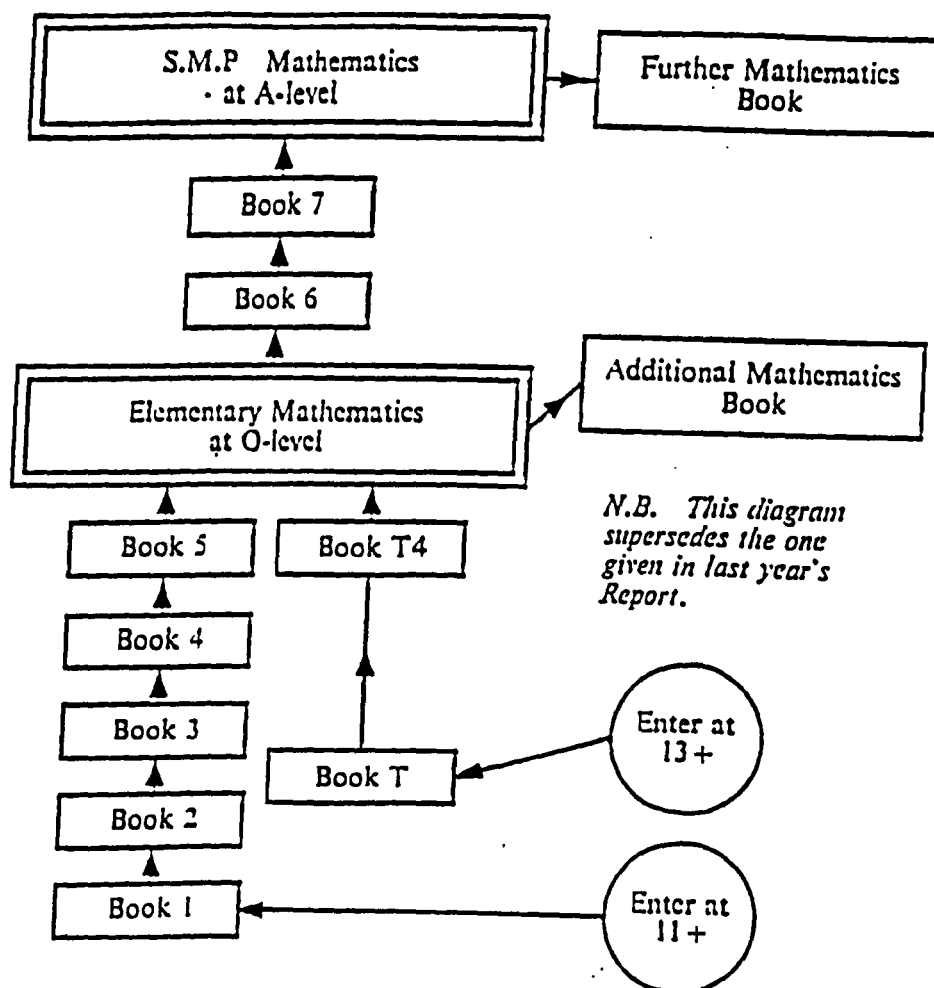 S.M.P Mathematics
at A-level
Further Mathematics
Book
Book 7
Book 6
Additional Mathematics
Book
Elementary Mathematics
at O-level
N.B. This diagram
supersedes the one
given in last year's
Report.
Book 5
Book T4
Book 4
Book 3
Enter at
13+
Book T
Book 2
Book 1
Enter at
11+